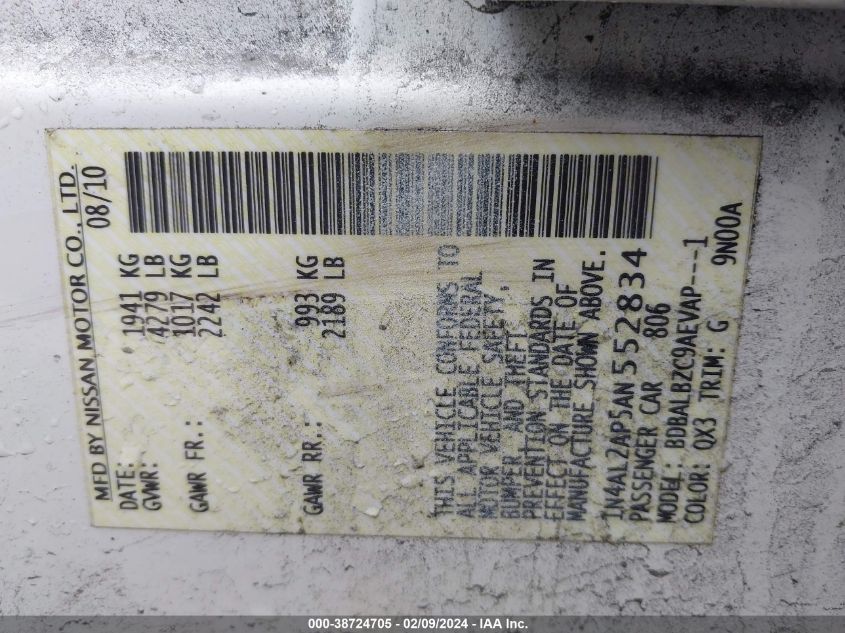 MFD BY NISSAN MOTOR CO., LTD.
DATE: 08/10
GVWR: 1941 KG
4279 LB
GAWR FR.: 1017 KG
2242 LB
GAWR RR.: 993 KG
2189 LB
THIS VEHICLE CONFORMS TO
ALL APPLICABLE FEDERAL
MOTOR VEHICLE SAFETY,
BUMPER, AND THEFT
PREVENTION STANDARDS IN
EFFECT ON THE DATE OF
MANUFACTURE SHOWN ABOVE.
1N4AL2AP5AN552834
PASSENGER CAR 806
MODEL: BDBALBZC9AEVAP----1
COLOR: QX3 TRIM: G 9N00A
000-38724705 - 02/09/2024 - IAA Inc.